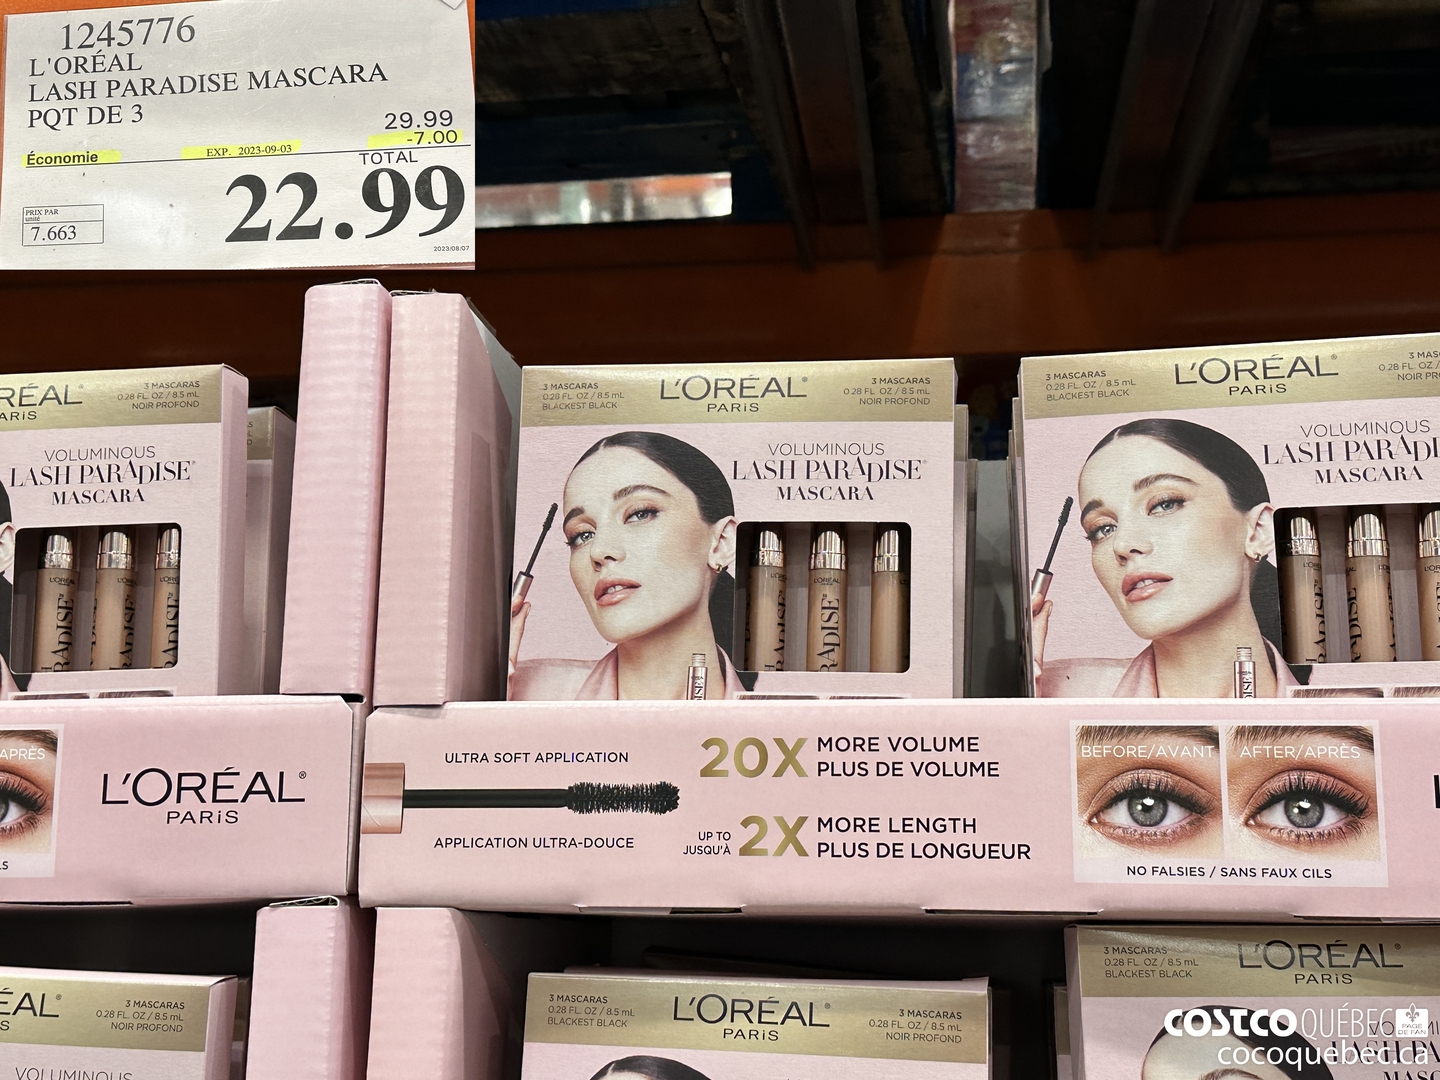 1245776
L'ORÉAL
LASH PARADISE MASCARA
PQT DE 3
29.99
-7.00
Économie
EXP. 2023-09-03
TOTAL
22.99
PRIX PAR
unité
7.663
2023/08/07
3 MASCARAS
0.28 FL. OZ / 8.5 mL
NOIR PROFOND
VOLUMINOUS
LASH PARADISE®
MASCARA
3 MASCARAS
0.28 FL. OZ / 8.5 mL
BLACKEST BLACK
L'ORÉAL®
PARiS
3 MASCARAS
0.28 FL. OZ / 8.5 mL
NOIR PROFOND
VOLUMINOUS
LASH PARADISE®
MASCARA
L'ORÉAL
3 MASCARAS
0.28 FL. OZ / 8.5 mL
BLACKEST BLACK
L'ORÉAL®
PARiS
VOLUMINOUS
MASCARA
APRÈS
L'ORÉAL®
PARiS
ULTRA SOFT APPLICATION
APPLICATION ULTRA-DOUCE
20X MORE VOLUME
PLUS DE VOLUME
UP TO
JUSQU'À
2X MORE LENGTH
PLUS DE LONGUEUR
BEFORE/AVANT
AFTER/APRÈS
NO FALSIES / SANS FAUX CILS
3 MASCARAS
0.28 FL. OZ / 8.5 mL
NOIR PROFOND
VOLUMINOUS
3 MASCARAS
0.28 FL. OZ / 8.5 mL
BLACKEST BLACK
L'ORÉAL®
PARiS
3 MASCARAS
0.28 FL. OZ / 8.5 mL
NOIR PROFOND
3 MASCARAS
0.28 FL. OZ / 8.5 mL
BLACKEST BLACK
L'ORÉAL
PARiS
COSTCO QUÉBEC
PAGE
DE FAN
cocoquebec.ca